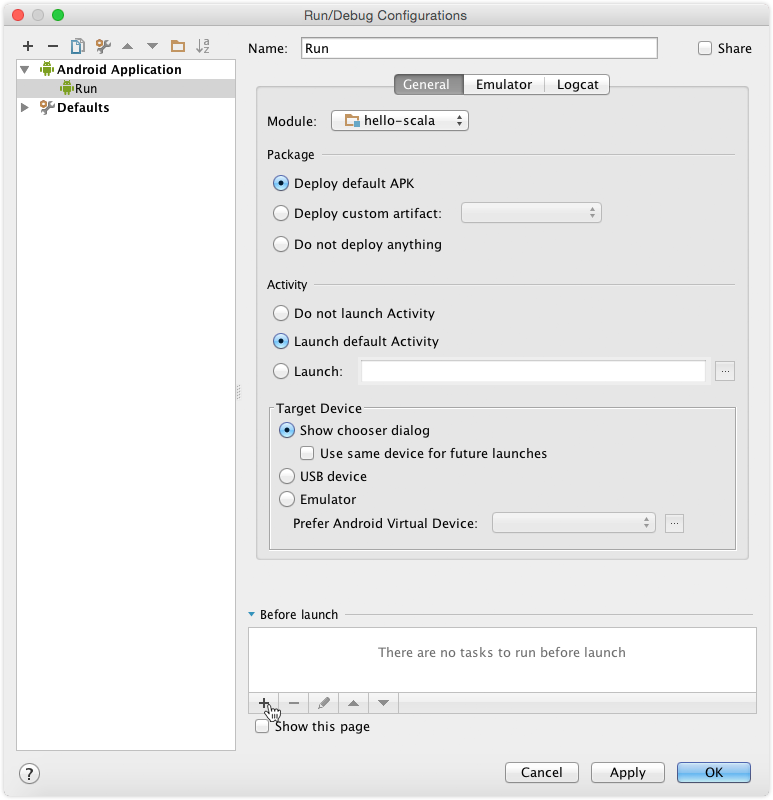 Run/Debug Configurations
Name: Run Share
Android Application
Run
Defaults
General Emulator Logcat
Module: hello-scala
Package
Deploy default APK
Deploy custom artifact:
Do not deploy anything
Activity
Do not launch Activity
Launch default Activity
Launch: ...
Target Device
Show chooser dialog
Use same device for future launches
USB device
Emulator
Prefer Android Virtual Device: ...
Before launch
There are no tasks to run before launch
Show this page
? Cancel Apply OK